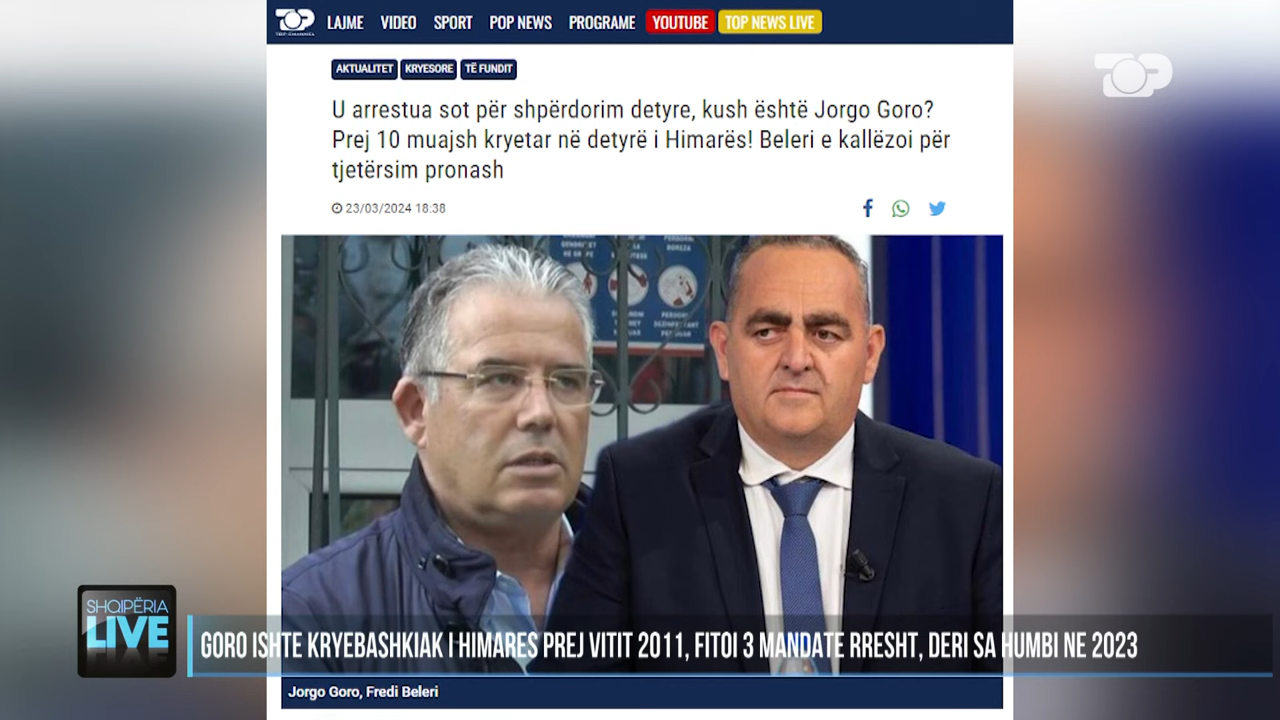 TOP CHANNEL
LAJME VIDEO SPORT POP NEWS PROGRAME YOUTUBE TOP NEWS LIVE
AKTUALITET KRYESORE TË FUNDIT
TOP
U arrestua sot për shpërdorim detyre, kush është Jorgo Goro?
Prej 10 muajsh kryetar në detyrë i Himarës! Beleri e kallëzoi për
tjetërsim pronash
23/03/2024 18:38
SHQIPËRIA
LIVE
GORO ISHTE KRYEBASHKIAK I HIMARES PREJ VITIT 2011, FITOI 3 MANDATE RRESHT, DERI SA HUMBI NE 2023
Jorgo Goro, Fredi Beleri